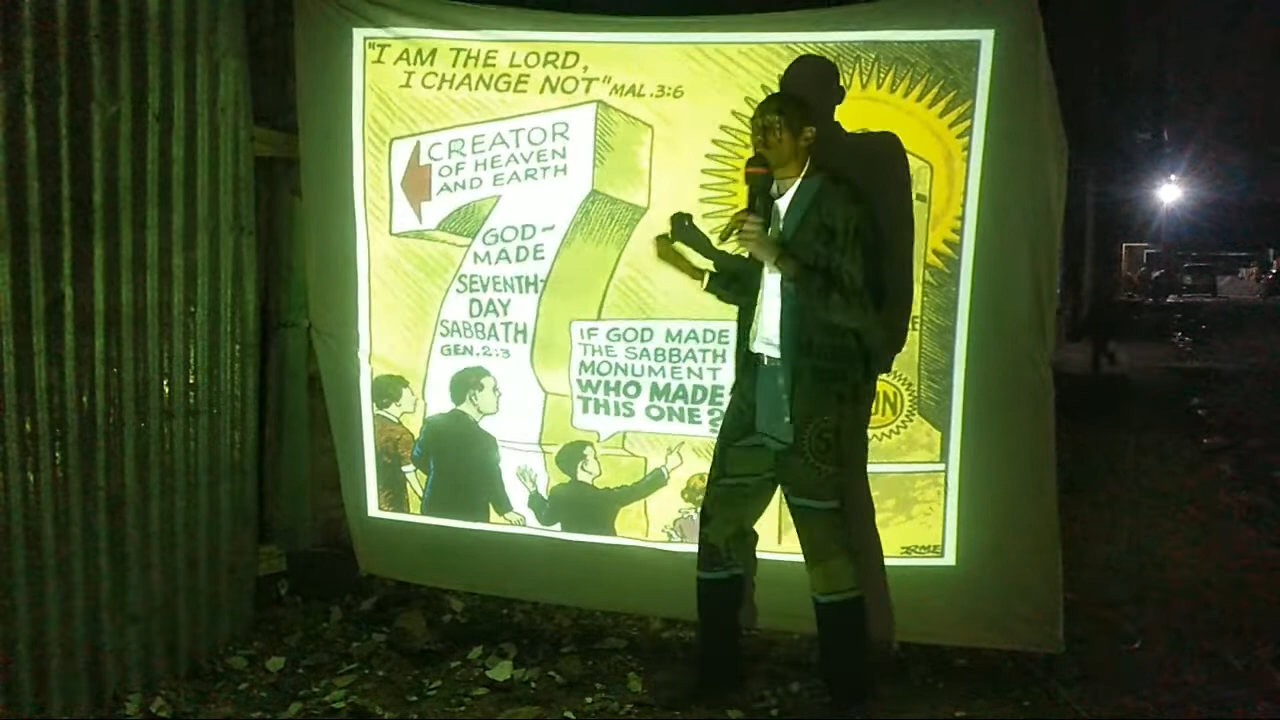 "I AM THE LORD,
I CHANGE NOT" MAL.3:6
CREATOR
OF HEAVEN
AND EARTH
GOD-
MADE
SEVENTH-
DAY
SABBATH
GEN.2:3
IF GOD MADE
THE SABBATH
MONUMENT
WHO MADE
THIS ONE?